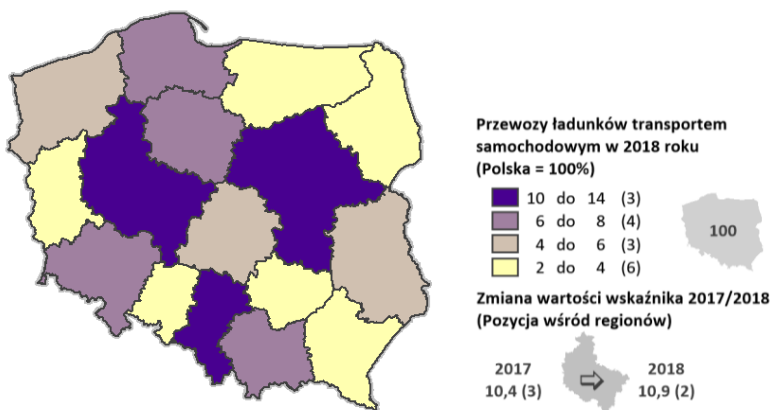 Przewozy ładunków transportem
samochodowym w 2018 roku
(Polska = 100%)
10 do 14 (3)
6 do 8 (4)
4 do 6 (3)
2 do 4 (6)
100
Zmiana wartości wskaźnika 2017/2018
(Pozycja wśród regionów)
2017
10,4 (3)
2018
10,9 (2)